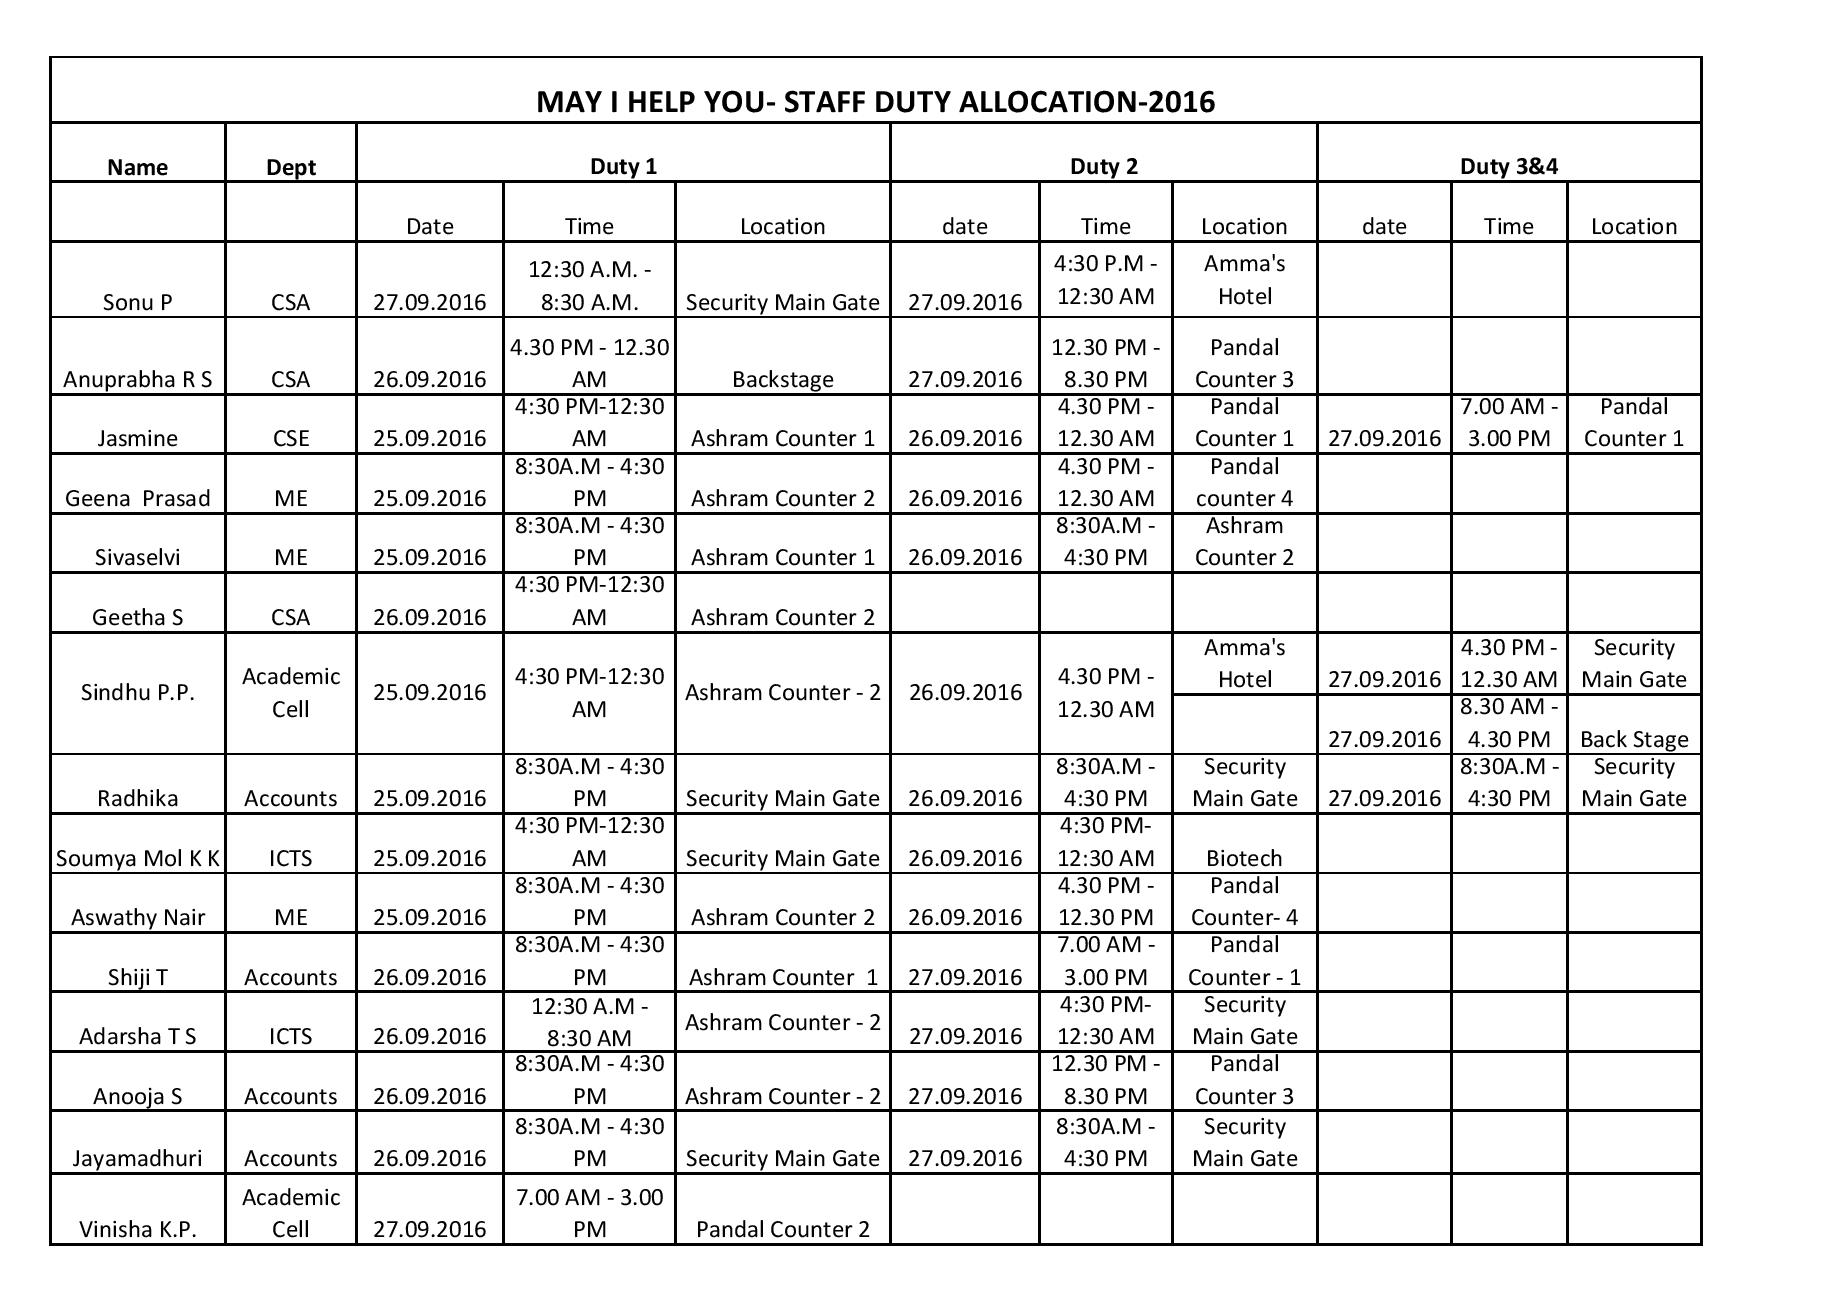 MAY I HELP YOU- STAFF DUTY ALLOCATION-2016
Name Dept Duty 1 Duty 2 Duty 3&4
Date Time Location date Time Location date Time Location
Sonu P CSA 27.09.2016 12:30 A.M. - 8:30 A.M. Security Main Gate 27.09.2016 4:30 P.M - 12:30 AM Amma's Hotel
Anuprabha R S CSA 26.09.2016 4.30 PM - 12.30 AM Backstage 27.09.2016 12.30 PM - 8.30 PM Pandal Counter 3
Jasmine CSE 25.09.2016 4:30 PM-12:30 AM Ashram Counter 1 26.09.2016 4.30 PM - 12.30 AM Pandal Counter 1 27.09.2016 7.00 AM - 3.00 PM Pandal Counter 1
Geena  Prasad ME 25.09.2016 8:30A.M - 4:30 PM Ashram Counter 2 26.09.2016 4.30 PM - 12.30 AM Pandal counter 4
Sivaselvi ME 25.09.2016 8:30A.M - 4:30 PM Ashram Counter 1 26.09.2016 8:30A.M - 4:30 PM Ashram Counter 2
Geetha S CSA 26.09.2016 4:30 PM-12:30 AM Ashram Counter 2
Sindhu P.P. Academic Cell 25.09.2016 4:30 PM-12:30 AM Ashram Counter - 2 26.09.2016 4.30 PM - 12.30 AM Amma's Hotel 27.09.2016 4.30 PM - 12.30 AM Security Main Gate
27.09.2016 8.30 AM - 4.30 PM Back Stage
Radhika Accounts 25.09.2016 8:30A.M - 4:30 PM Security Main Gate 26.09.2016 8:30A.M - 4:30 PM Security Main Gate 27.09.2016 8:30A.M - 4:30 PM Security Main Gate
Soumya Mol K K ICTS 25.09.2016 4:30 PM-12:30 AM Security Main Gate 26.09.2016 4:30 PM- 12:30 AM Biotech
Aswathy Nair ME 25.09.2016 8:30A.M - 4:30 PM Ashram Counter 2 26.09.2016 4.30 PM - 12.30 PM Pandal Counter- 4
Shiji T Accounts 26.09.2016 8:30A.M - 4:30 PM Ashram Counter  1 27.09.2016 7.00 AM - 3.00 PM Pandal Counter - 1
Adarsha T S ICTS 26.09.2016 12:30 A.M - 8:30 AM Ashram Counter - 2 27.09.2016 4:30 PM- 12:30 AM Security Main Gate
Anooja S Accounts 26.09.2016 8:30A.M - 4:30 PM Ashram Counter - 2 27.09.2016 12.30 PM - 8.30 PM Pandal Counter 3
Jayamadhuri Accounts 26.09.2016 8:30A.M - 4:30 PM Security Main Gate 27.09.2016 8:30A.M - 4:30 PM Security Main Gate
Vinisha K.P. Academic Cell 27.09.2016 7.00 AM - 3.00 PM Pandal Counter 2